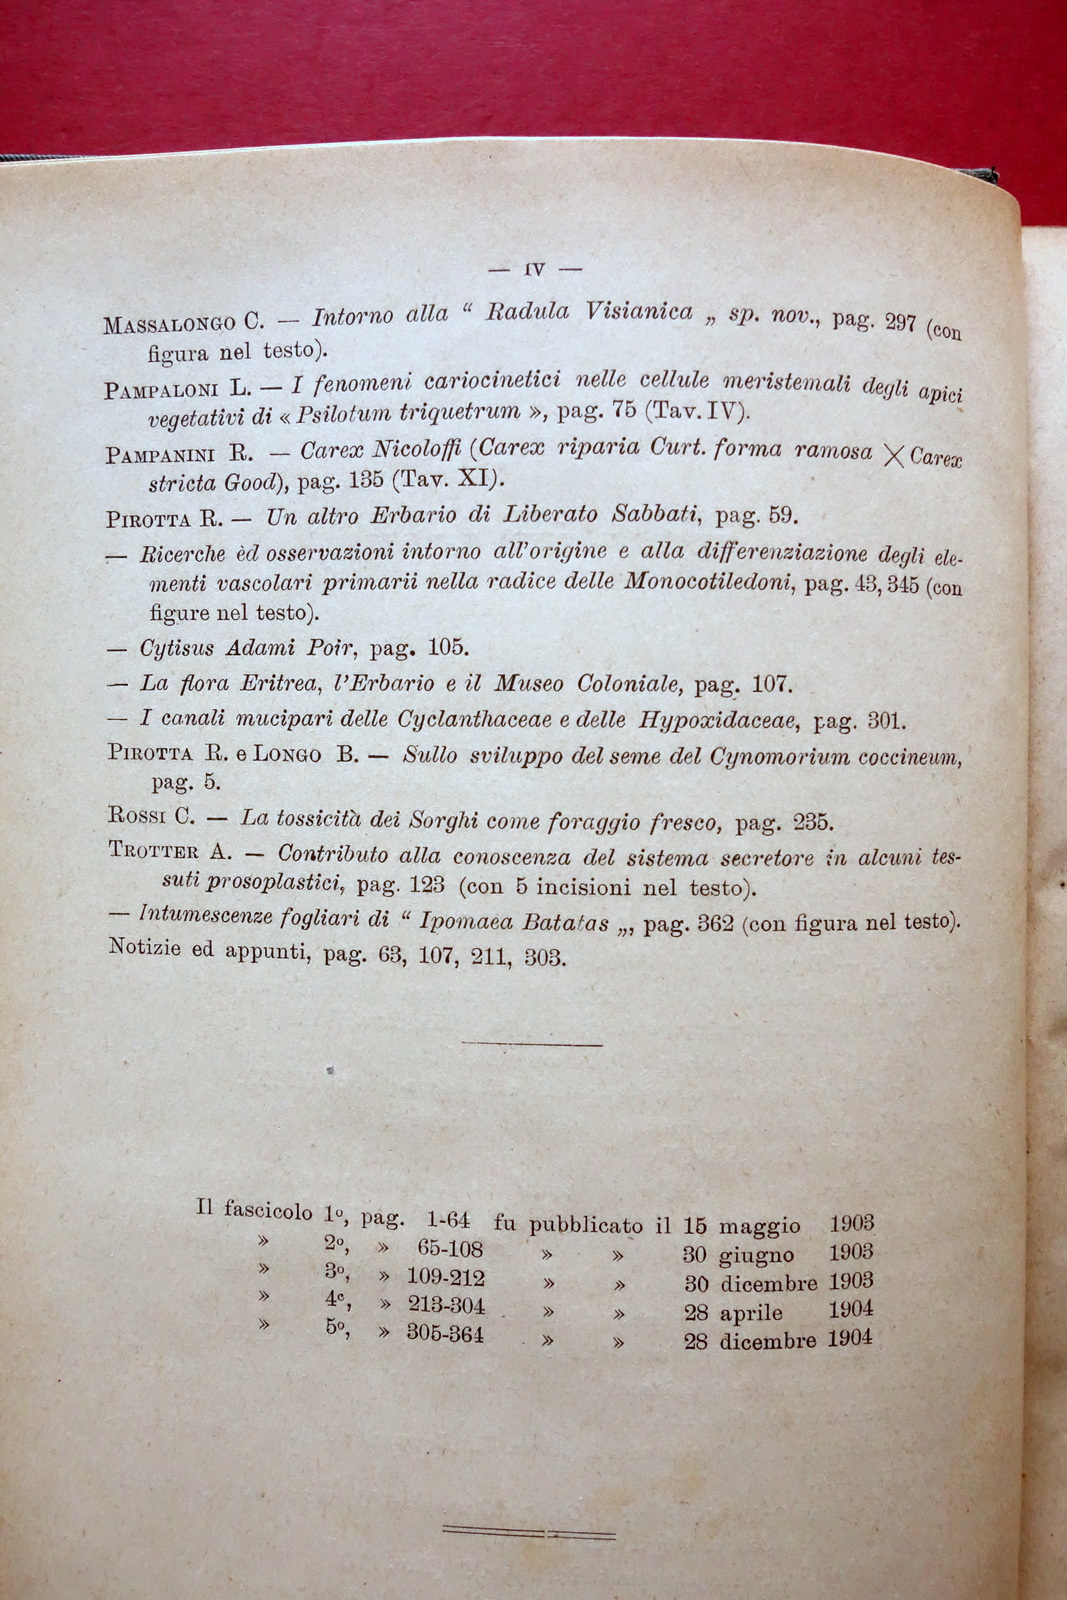 — IV —
MASSALONGO C. — Intorno alla “ Radula Visianica „ sp. nov., pag. 297 (con
figura nel testo).
PAMPALONI L. — I fenomeni cariocinetici nelle cellule meristemali degli apici
vegetativi di « Psilotum triquetrum », pag. 75 (Tav. IV).
PAMPANINI R. — Carex Nicoloffi (Carex riparia Curt. forma ramosa X Carex
stricta Good), pag. 135 (Tav. XI).
PIROTTA R. — Un altro Erbario di Liberato Sabbati, pag. 59.
— Ricerche èd osservazioni intorno all'origine e alla differenziazione degli ele-
menti vascolari primarii nella radice delle Monocotiledoni, pag. 43, 345 (con
figure nel testo).
— Cytisus Adami Poir, pag. 105.
— La flora Eritrea, l'Erbario e il Museo Coloniale, pag. 107.
— I canali mucipari delle Cyclanthaceae e delle Hypoxidaceae, pag. 301.
PIROTTA R. e LONGO B. — Sullo sviluppo del seme del Cynomorium coccineum,
pag. 5.
ROSSI C. — La tossicità dei Sorghi come foraggio fresco, pag. 235.
TROTTER A. — Contributo alla conoscenza del sistema secretore in alcuni tes-
suti prosoplastici, pag. 123 (con 5 incisioni nel testo).
— Intumescenze fogliari di “ Ipomaea Batatas „, pag. 362 (con figura nel testo).
Notizie ed appunti, pag. 63, 107, 211, 303.
Il fascicolo 1º, pag. 1-64 fu pubblicato il 15 maggio 1903
» 2º, » 65-108 » » 30 giugno 1903
» 3º, » 109-212 » » 30 dicembre 1903
» 4º, » 213-304 » » 28 aprile 1904
» 5º, » 305-364 » » 28 dicembre 1904